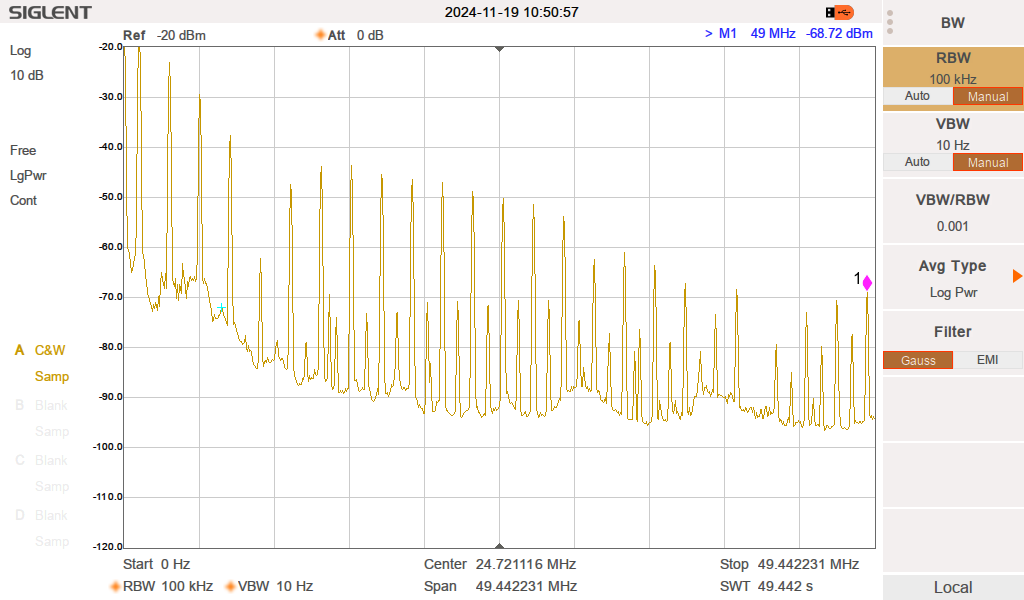 SIGLENT 2024-11-19 10:50:57
Ref -20 dBm Att 0 dB > M1 49 MHz -68.72 dBm
Log
10 dB
Free
LgPwr
Cont
A C&W
Samp
B Blank
Samp
C Blank
Samp
D Blank
Samp
-20.0
-30.0
-40.0
-50.0
-60.0
-70.0
-80.0
-90.0
-100.0
-110.0
-120.0
1
Start 0 Hz Center 24.721116 MHz Stop 49.442231 MHz
RBW 100 kHz VBW 10 Hz Span 49.442231 MHz SWT 49.442 s
BW
RBW
100 kHz
Auto Manual
VBW
10 Hz
Auto Manual
VBW/RBW
0.001
Avg Type
Log Pwr
Filter
Gauss EMI
Local